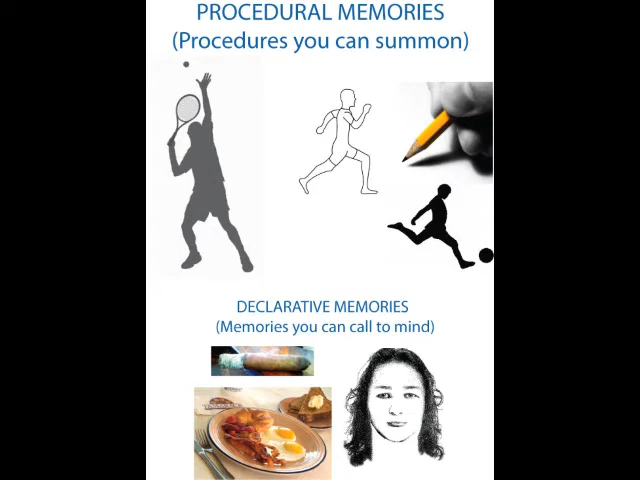 PROCEDURAL MEMORIES
(Procedures you can summon)
DECLARATIVE MEMORIES
(Memories you can call to mind)